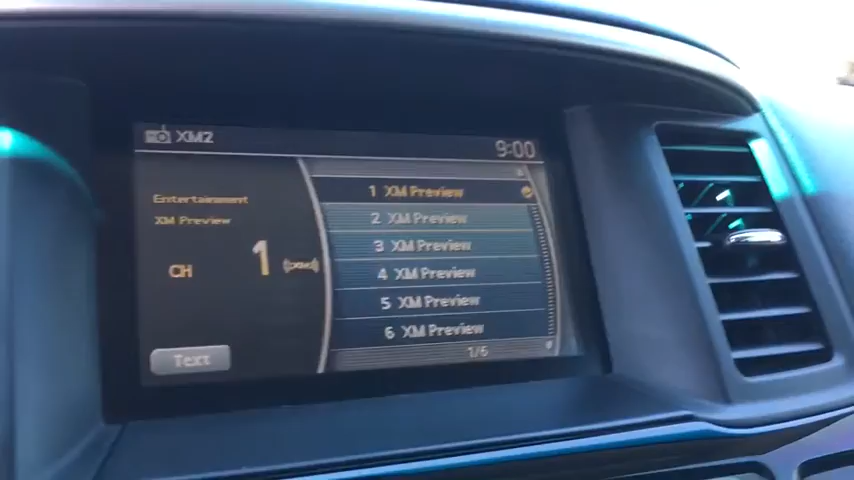 XM2
9:00
Entertainment
XM Preview
CH 1
Text
1 XM Preview
2 XM Preview
3 XM Preview
4 XM Preview
5 XM Preview
6 XM Preview
1/6